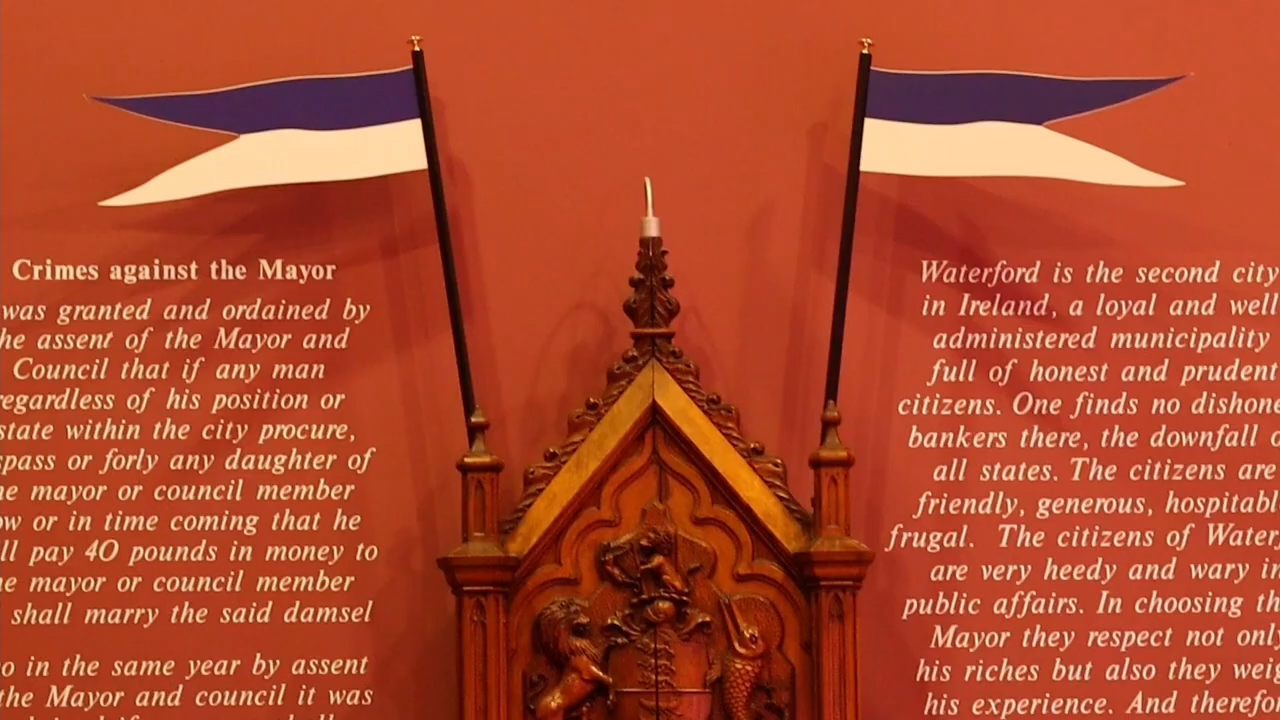 Crimes against the Mayor
was granted and ordained by
he assent of the Mayor and
Council that if any man
regardless of his position or
state within the city procure,
spass or forly any daughter of
he mayor or council member
ow or in time coming that he
ll pay 40 pounds in money to
he mayor or council member
shall marry the said damsel
o in the same year by assent
the Mayor and council it was
Waterford is the second city
in Ireland, a loyal and well
administered municipality
full of honest and prudent
citizens. One finds no dishone
bankers there, the downfall o
all states. The citizens are
friendly, generous, hospitabl
frugal. The citizens of Water
are very heedy and wary in
public affairs. In choosing th
Mayor they respect not only
his riches but also they weig
his experience. And therefor